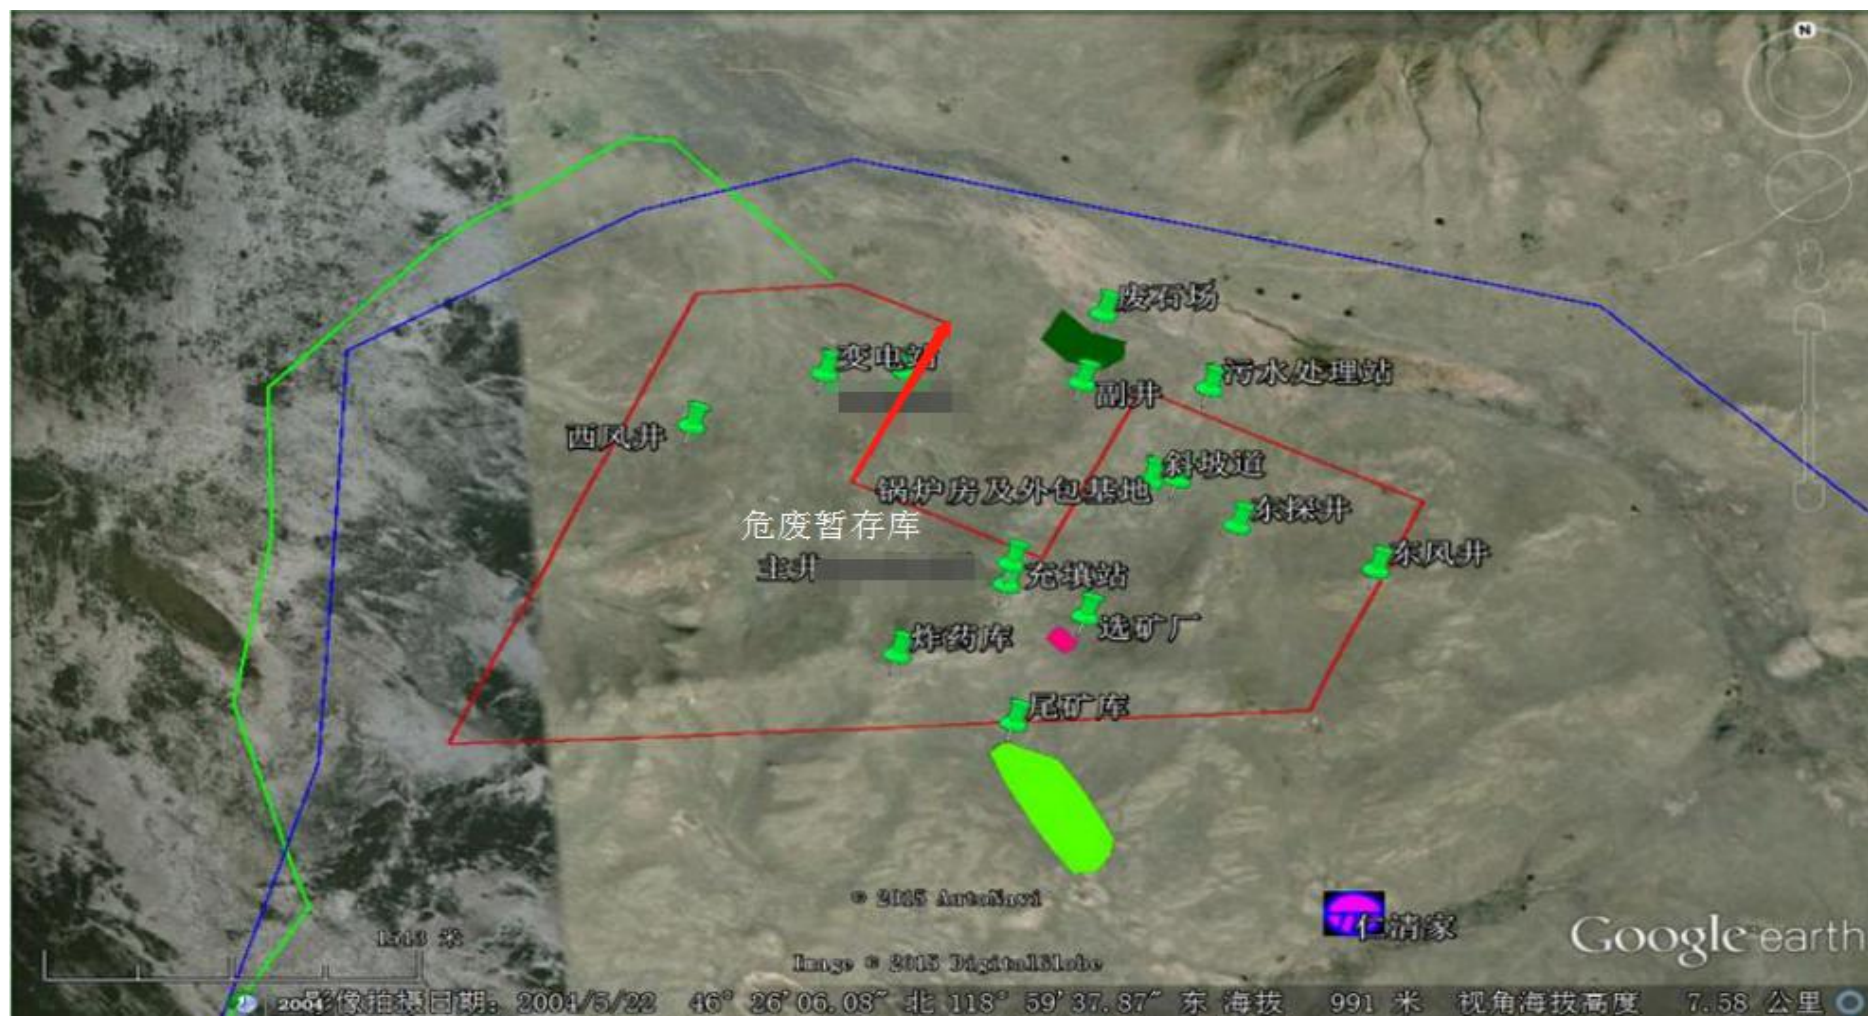 N
废石场
变电站
污水处理站
副井
西风井
斜坡道
锅炉房及外包基地
东探井
危废暂存库
东风井
主井
充填站
选矿厂
炸药库
尾矿库
© 2015 AutoNavi
仁清家
Google earth
1543 米
Image © 2015 DigitalGlobe
2004
影像拍摄日期: 2004/5/22 46° 26′06.08″ 北 118° 59′37.87″ 东 海拔 991 米 视角海拔高度 7.58 公里